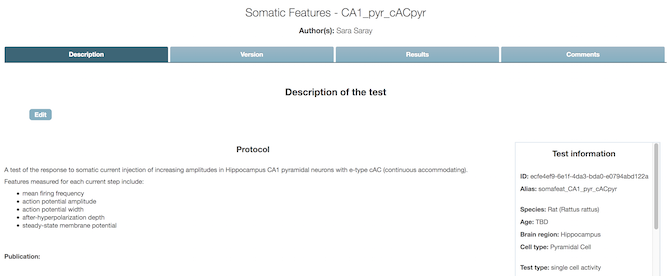 Somatic Features - CA1_pyr_cACpyr
Author(s): Sara Saray
Description
Version
Results
Comments
Description of the test
Edit
Protocol
A test of the response to somatic current injection of increasing amplitudes in Hippocampus CA1 pyramidal neurons with e-type cAC (continuous accommodating).
Features measured for each current step include:
• mean firing frequency
• action potential amplitude
• action potential width
• after-hyperpolarization depth
• steady-state membrane potential
Publication:
Test information
ID: ecfe4ef9-6e1f-4da3-bda0-e0794abd122a
Alias: somafeat_CA1_pyr_cACpyr
Species: Rat (Rattus rattus)
Age: TBD
Brain region: Hippocampus
Cell type: Pyramidal Cell
Test type: single cell activity